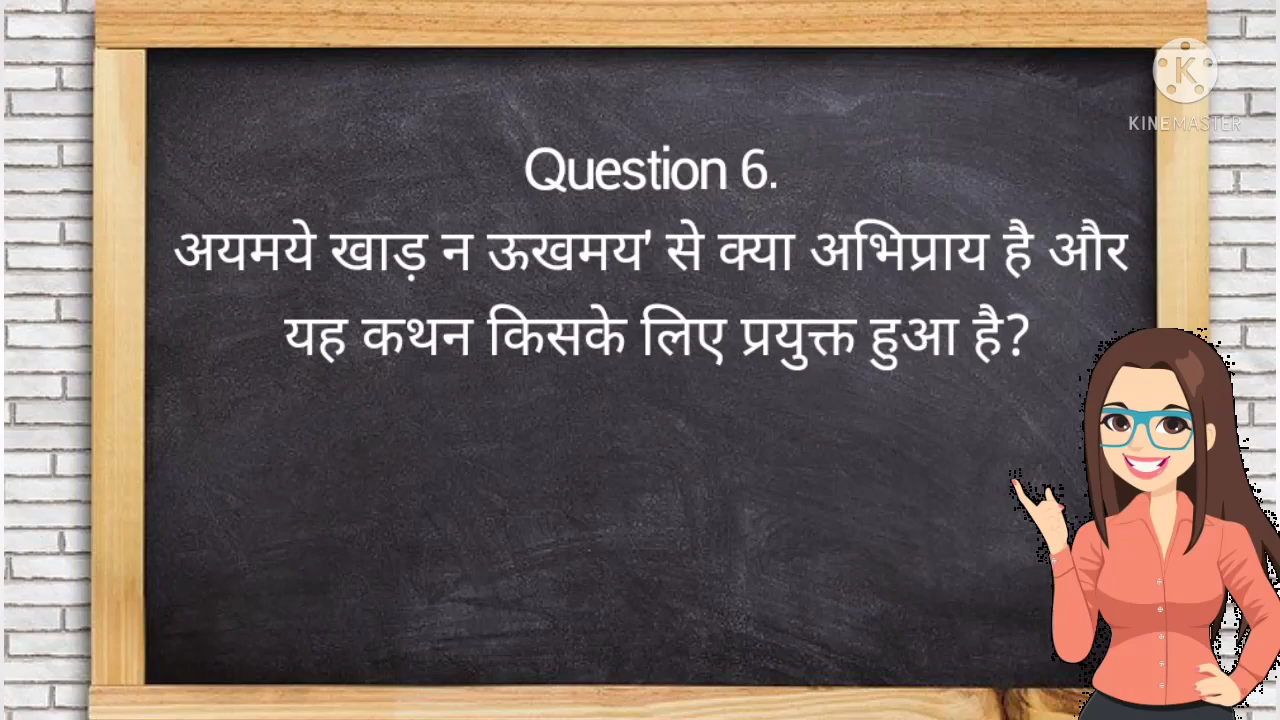 K
KINEMASTER
Question 6.
अयमये खाड़ न ऊखमय' से क्या अभिप्राय है और
यह कथन किसके लिए प्रयुक्त हुआ है?